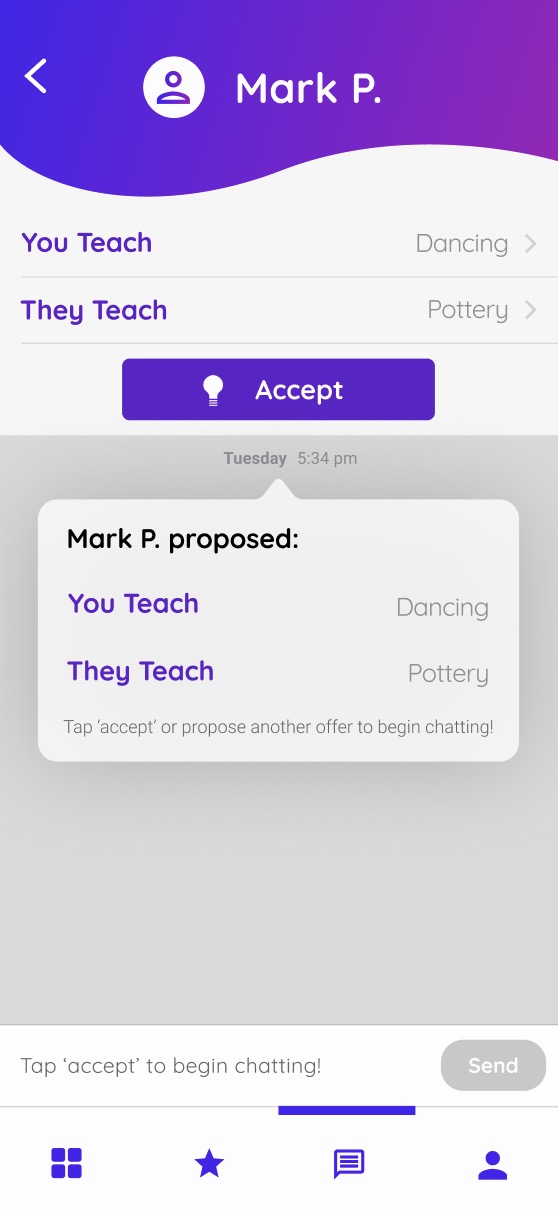 Mark P.
You Teach Dancing
They Teach Pottery
Accept
Tuesday 5:34 pm
Mark P. proposed:
You Teach Dancing
They Teach Pottery
Tap ‘accept’ or propose another offer to begin chatting!
Tap ‘accept’ to begin chatting! Send